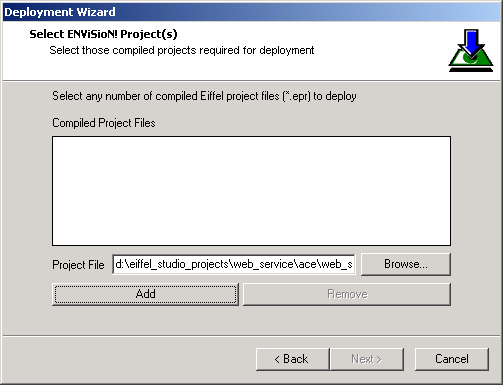 Deployment Wizard
Select ENViSioN! Project(s)
Select those compiled projects required for deployment
Select any number of compiled Eiffel project files (*.epr) to deploy
Compiled Project Files
Project File d:\eiffel_studio_projects\web_service\ace\web_s Browse...
Add Remove
< Back Next > Cancel